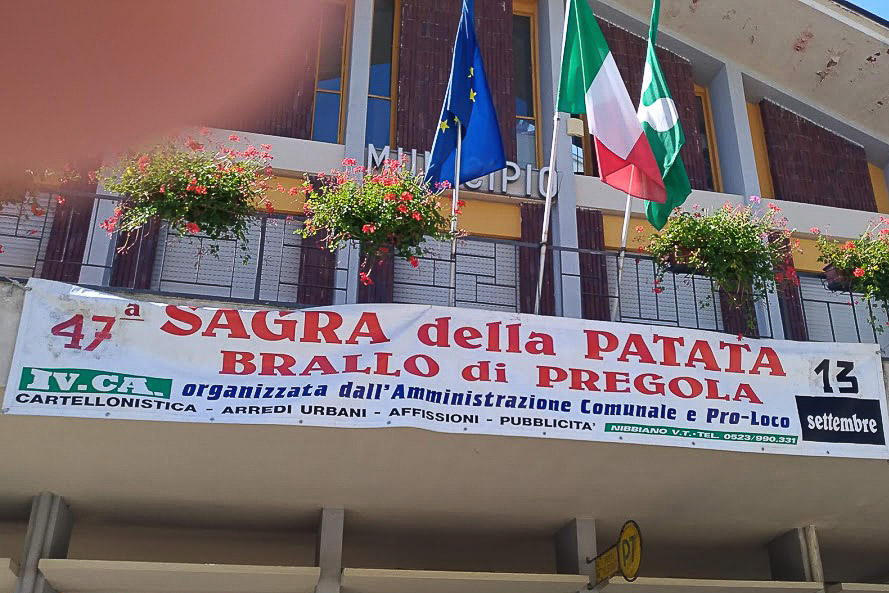 MUNICIPIO
47ª SAGRA della PATATA
BRALLO di PREGOLA
13
settembre
IV.CA.
organizzata dall'Amministrazione Comunale e Pro-Loco
CARTELLONISTICA - ARREDI URBANI - AFFISSIONI - PUBBLICITA'
NIBBIANO V.T. - TEL. 0523/990.331